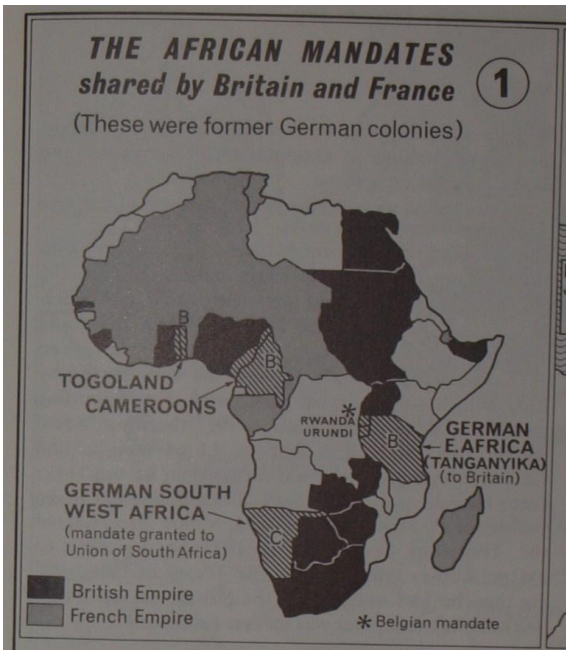 THE AFRICAN MANDATES
shared by Britain and France
1
(These were former German colonies)
B
B
TOGOLAND
CAMEROONS
*
RWANDA
URUNDI
B
GERMAN
E. AFRICA
(TANGANYIKA)
(to Britain)
GERMAN SOUTH
WEST AFRICA
(mandate granted to
Union of South Africa)
C
British Empire
French Empire
* Belgian mandate